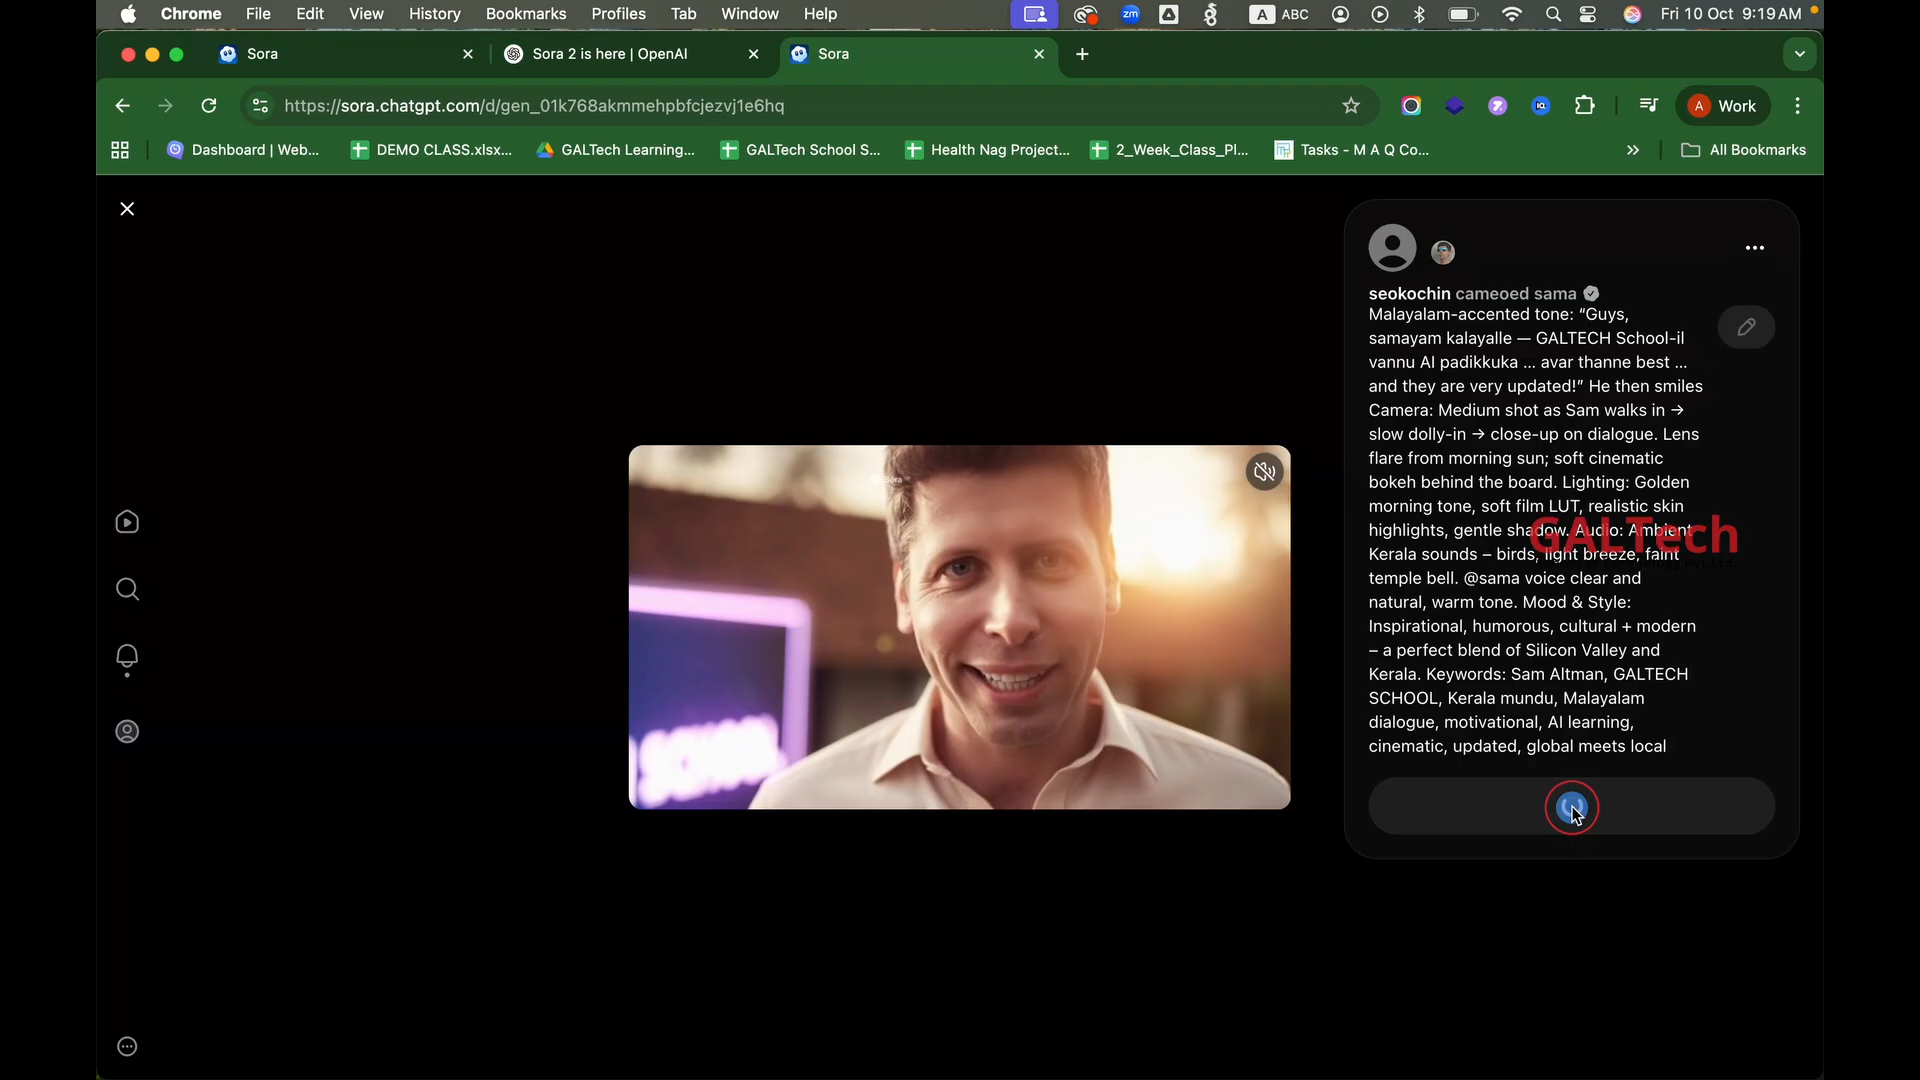 Chrome File Edit View History Bookmarks Profiles Tab Window Help zm A ABC Fri 10 Oct 9:19 AM
Sora Sora 2 is here | OpenAI Sora
https://sora.chatgpt.com/d/gen_01k768akmmehpbfcjezvj1e6hq A Work
Dashboard | Web... DEMO CLASS.xlsx... GALTech Learning... GALTech School S... Health Nag Project... 2_Week_Class_Pl... Tasks - M A Q Co... All Bookmarks
seokochin cameoed sama
Malayalam-accented tone: “Guys,
samayam kalayalle — GALTECH School-il
vannu AI padikkuka ... avar thanne best ...
and they are very updated!” He then smiles
Camera: Medium shot as Sam walks in →
slow dolly-in → close-up on dialogue. Lens
flare from morning sun; soft cinematic
bokeh behind the board. Lighting: Golden
morning tone, soft film LUT, realistic skin
highlights, gentle shadow. Audio: Ambient
Kerala sounds – birds, light breeze, faint
temple bell. @sama voice clear and
natural, warm tone. Mood & Style:
Inspirational, humorous, cultural + modern
– a perfect blend of Silicon Valley and
Kerala. Keywords: Sam Altman, GALTECH
SCHOOL, Kerala mundu, Malayalam
dialogue, motivational, AI learning,
cinematic, updated, global meets local
GALTech
Sora